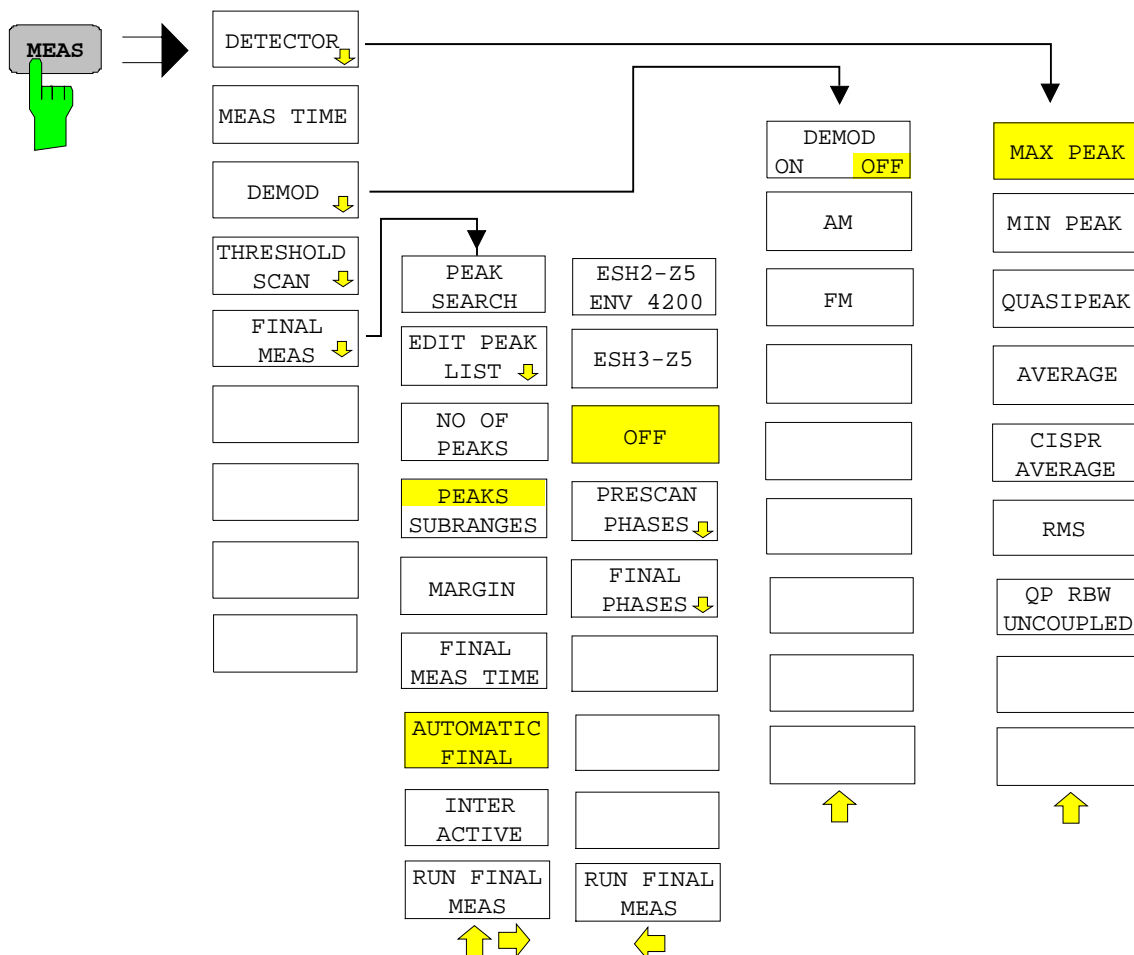 MEAS
DETECTOR
MEAS TIME
DEMOD
THRESHOLD
SCAN
FINAL
MEAS
PEAK
SEARCH
EDIT PEAK
LIST
NO OF
PEAKS
PEAKS
SUBRANGES
MARGIN
FINAL
MEAS TIME
AUTOMATIC
FINAL
INTER
ACTIVE
RUN FINAL
MEAS
ESH2-Z5
ENV 4200
ESH3-Z5
OFF
PRESCAN
PHASES
FINAL
PHASES
RUN FINAL
MEAS
DEMOD
ON OFF
AM
FM
MAX PEAK
MIN PEAK
QUASIPEAK
AVERAGE
CISPR
AVERAGE
RMS
QP RBW
UNCOUPLED